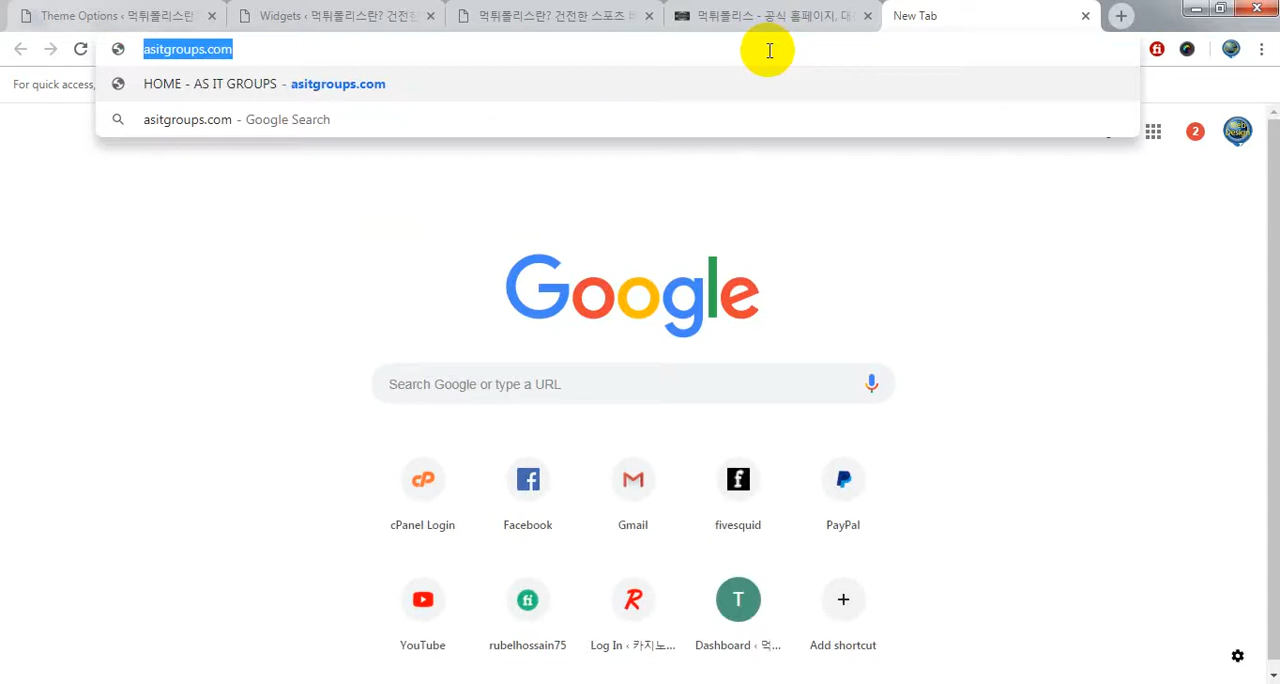 Theme Options ‹ 먹튀폴리스란
Widgets ‹ 먹튀폴리스란? 건전한
먹튀폴리스란? 건전한 스포츠 베
먹튀폴리스 - 공식 홈페이지, 대
New Tab
asitgroups.com
HOME - AS IT GROUPS - asitgroups.com
asitgroups.com - Google Search
For quick access,
2
Google
Search Google or type a URL
cPanel Login
Facebook
Gmail
fivesquid
PayPal
YouTube
rubelhossain75
Log In ‹ 카지노...
T
Dashboard ‹ 먹...
Add shortcut